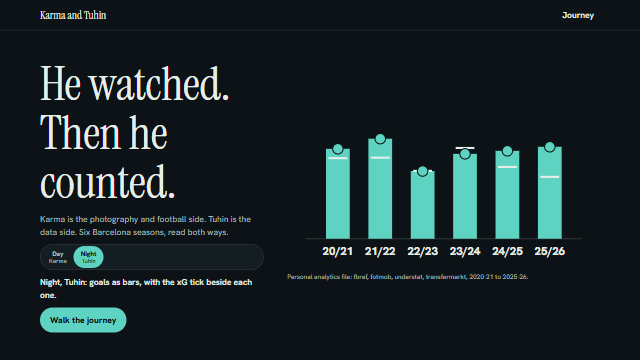 Karma and Tuhin
Journey
He watched.
Then he
counted.
Karma is the photography and football side. Tuhin is the
data side. Six Barcelona seasons, read both ways.
Day
Karma
Night
Tuhin
Night, Tuhin: goals as bars, with the xG tick beside each
one.
Walk the journey
20/21 21/22 22/23 23/24 24/25 25/26
Personal analytics file: fbref, fotmob, understat, transfermarkt, 2020-21 to 2025-26.